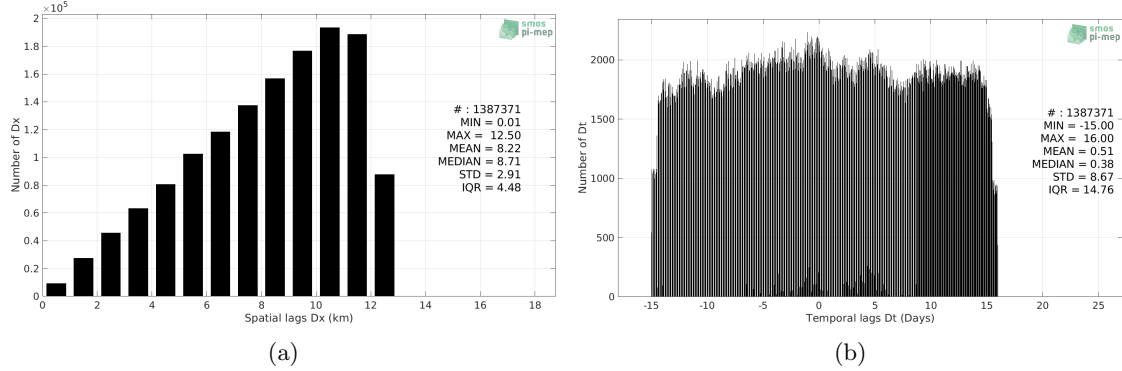 ×10⁵
2
1.8
1.6
1.4
1.2
1
0.8
0.6
0.4
0.2
0
Number of Dx
0 2 4 6 8 10 12 14 16 18
Spatial lags Dx (km)
smos
pi-mep
# : 1387371
MIN = 0.01
MAX = 12.50
MEAN = 8.22
MEDIAN = 8.71
STD = 2.91
IQR = 4.48
(a)
2000
1500
1000
500
0
Number of Dt
-15 -10 -5 0 5 10 15 20 25
Temporal lags Dt (Days)
smos
pi-mep
# : 1387371
MIN = -15.00
MAX = 16.00
MEAN = 0.51
MEDIAN = 0.38
STD = 8.67
IQR = 14.76
(b)